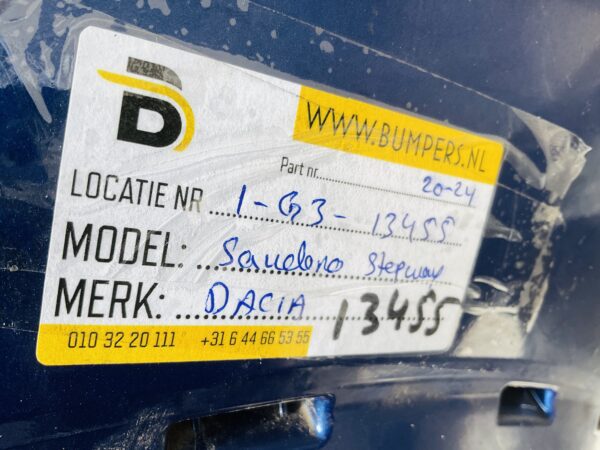 WWW.BUMPERS.NL
Part nr. 20-24
LOCATIE NR 1-G3-13455
MODEL: Sandero Stepway
MERK: DACIA 13455
010 32 20 111 +31 6 44 66 53 55